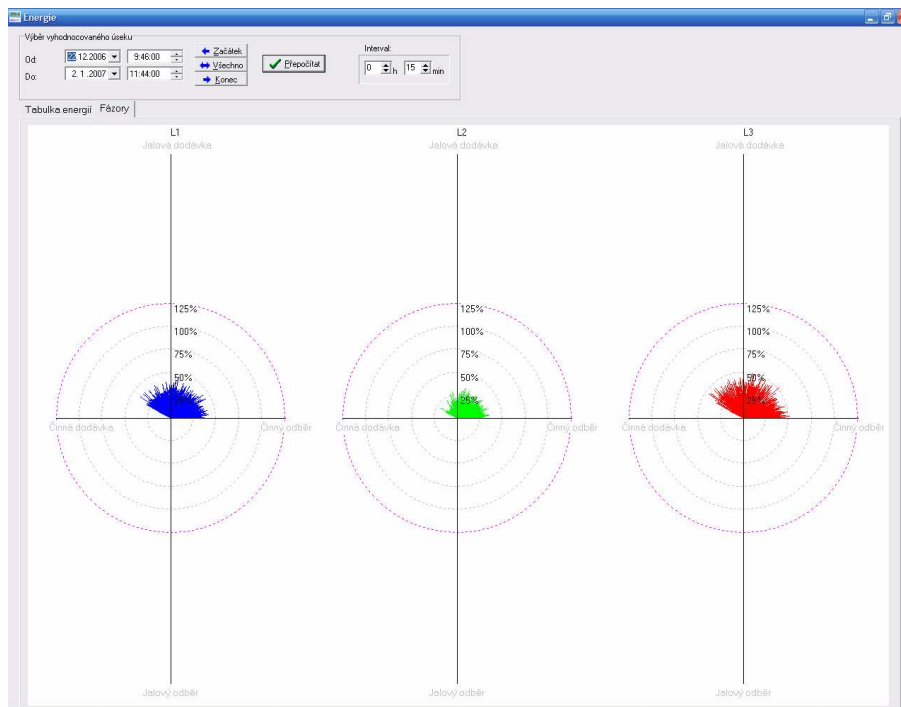 Energie
Výběr vyhodnocovaného úseku
Od: 22.12.2006 9:46:00
Do: 2. 1 .2007 11:44:00
Začátek
Všechno
Konec
Přepočítat
Interval:
0 h 15 min
Tabulka energií Fázory
L1 L2 L3
Jalová dodávka Jalová dodávka Jalová dodávka
125% 125% 125%
100% 100% 100%
75% 75% 75%
50% 50% 50%
25% 25% 25%
Činná dodávka Činný odběr Činná dodávka Činný odběr Činná dodávka Činný odběr
Jalový odběr Jalový odběr Jalový odběr